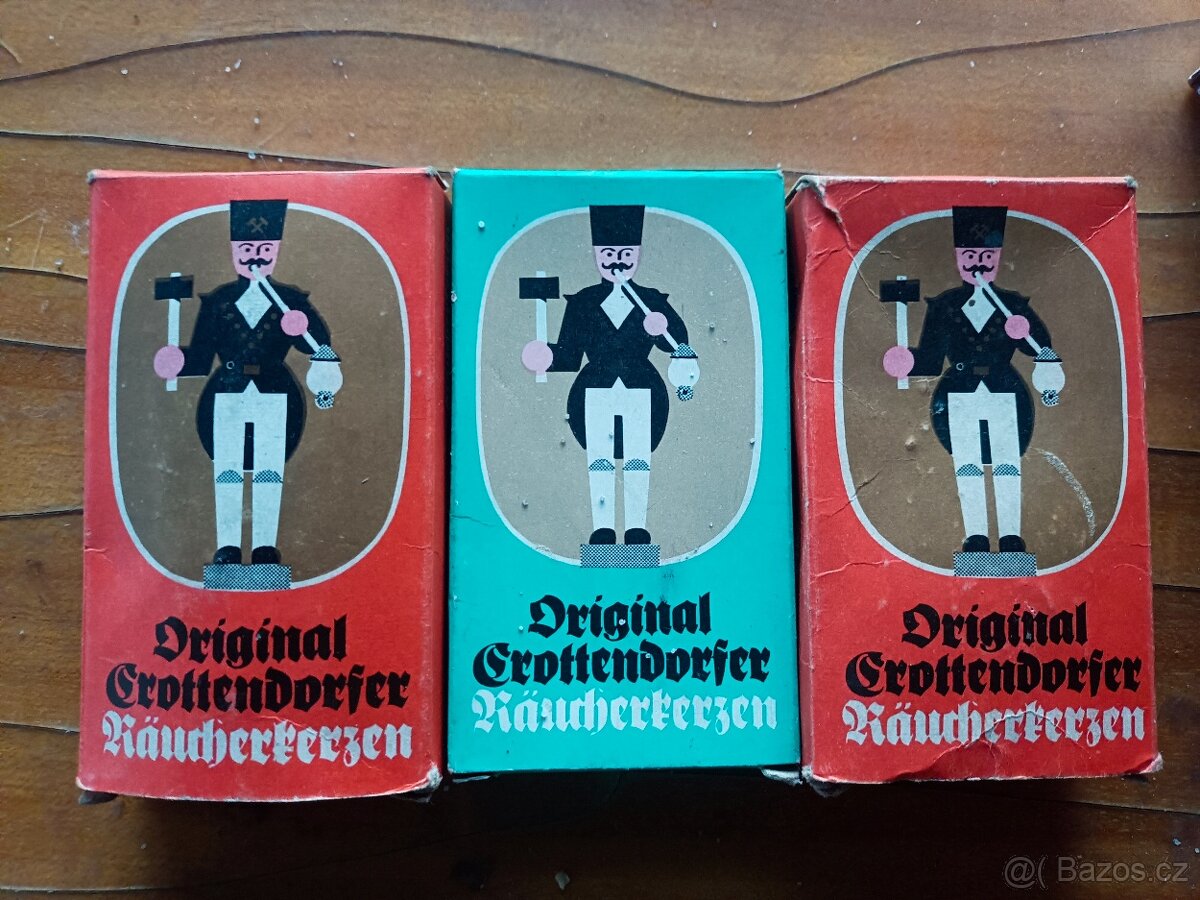 Original
Crottendorfer
Räucherkerzen
Original
Crottendorfer
Räucherkerzen
Original
Crottendorfer
Räucherkerzen
@( Bazos.cz